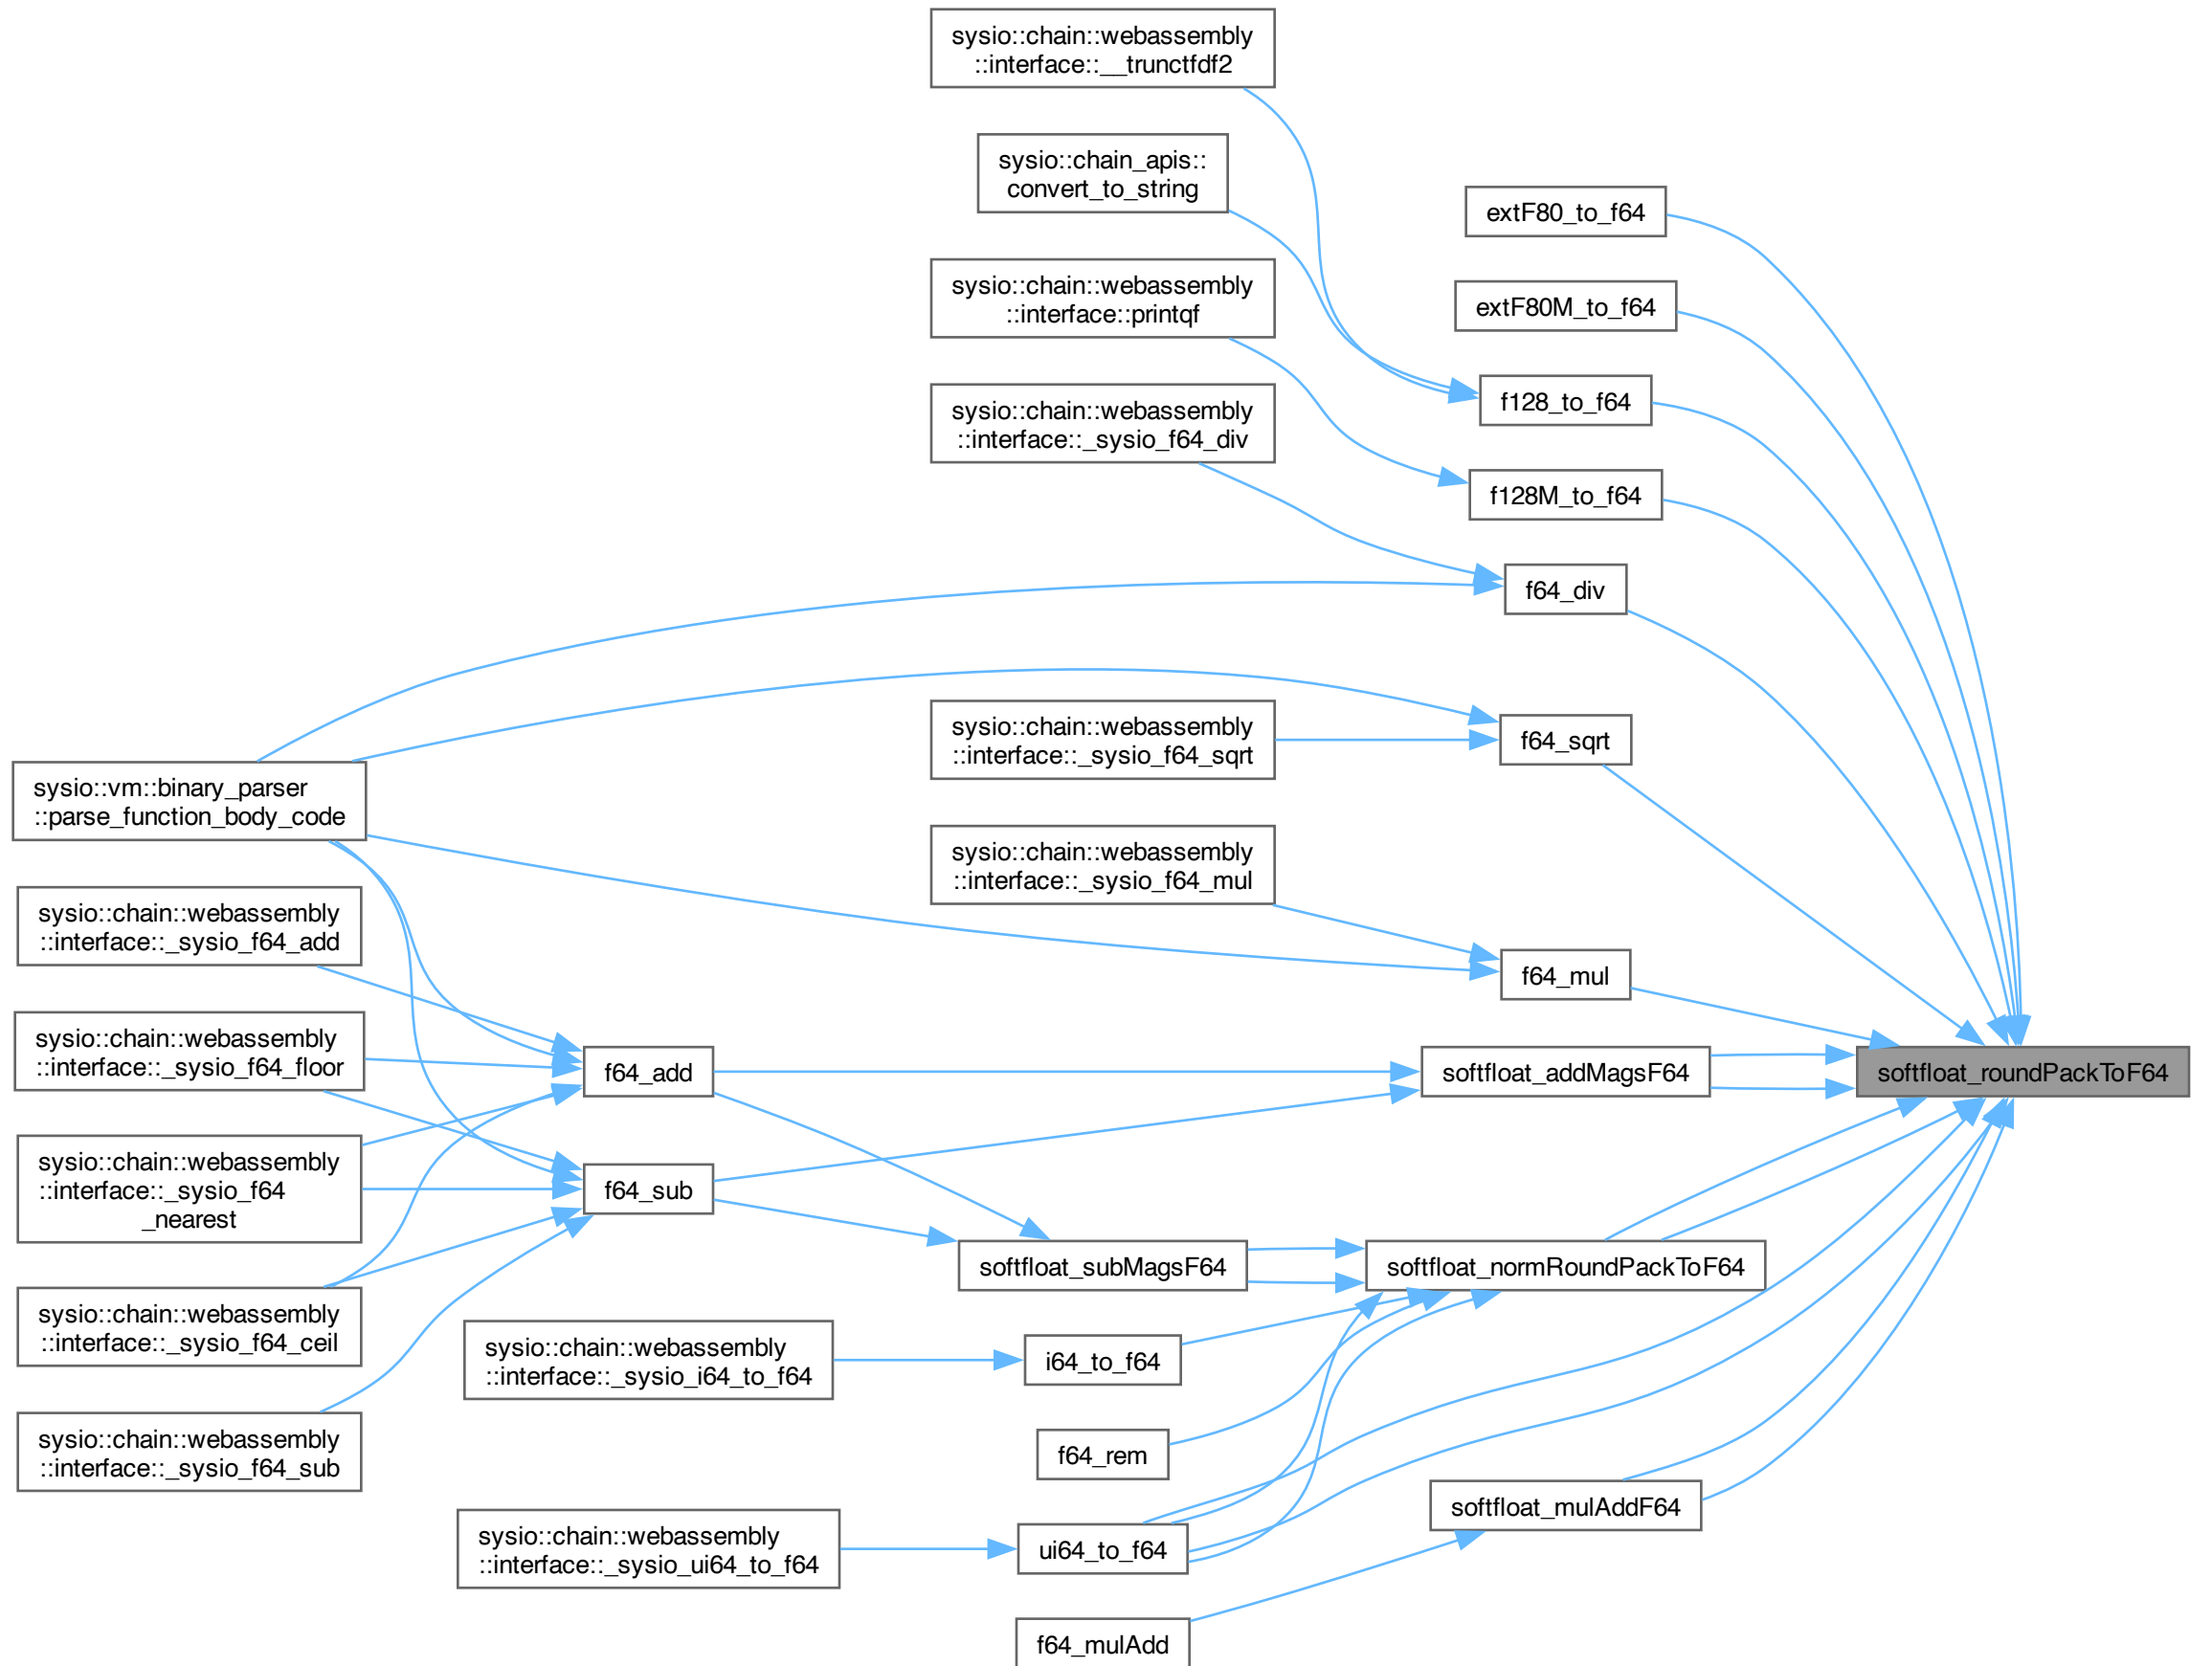 sysio::chain::webassembly
::interface::__trunctfdf2
sysio::chain_apis::
convert_to_string
extF80_to_f64
sysio::chain::webassembly
::interface::printqf
extF80M_to_f64
f128_to_f64
sysio::chain::webassembly
::interface::_sysio_f64_div
f128M_to_f64
f64_div
sysio::chain::webassembly
::interface::_sysio_f64_sqrt
f64_sqrt
sysio::vm::binary_parser
::parse_function_body_code
sysio::chain::webassembly
::interface::_sysio_f64_mul
sysio::chain::webassembly
::interface::_sysio_f64_add
f64_mul
sysio::chain::webassembly
::interface::_sysio_f64_floor
f64_add
softfloat_addMagsF64
softfloat_roundPackToF64
sysio::chain::webassembly
::interface::_sysio_f64
_nearest
f64_sub
softfloat_subMagsF64
softfloat_normRoundPackToF64
sysio::chain::webassembly
::interface::_sysio_f64_ceil
sysio::chain::webassembly
::interface::_sysio_i64_to_f64
i64_to_f64
sysio::chain::webassembly
::interface::_sysio_f64_sub
f64_rem
softfloat_mulAddF64
sysio::chain::webassembly
::interface::_sysio_ui64_to_f64
ui64_to_f64
f64_mulAdd